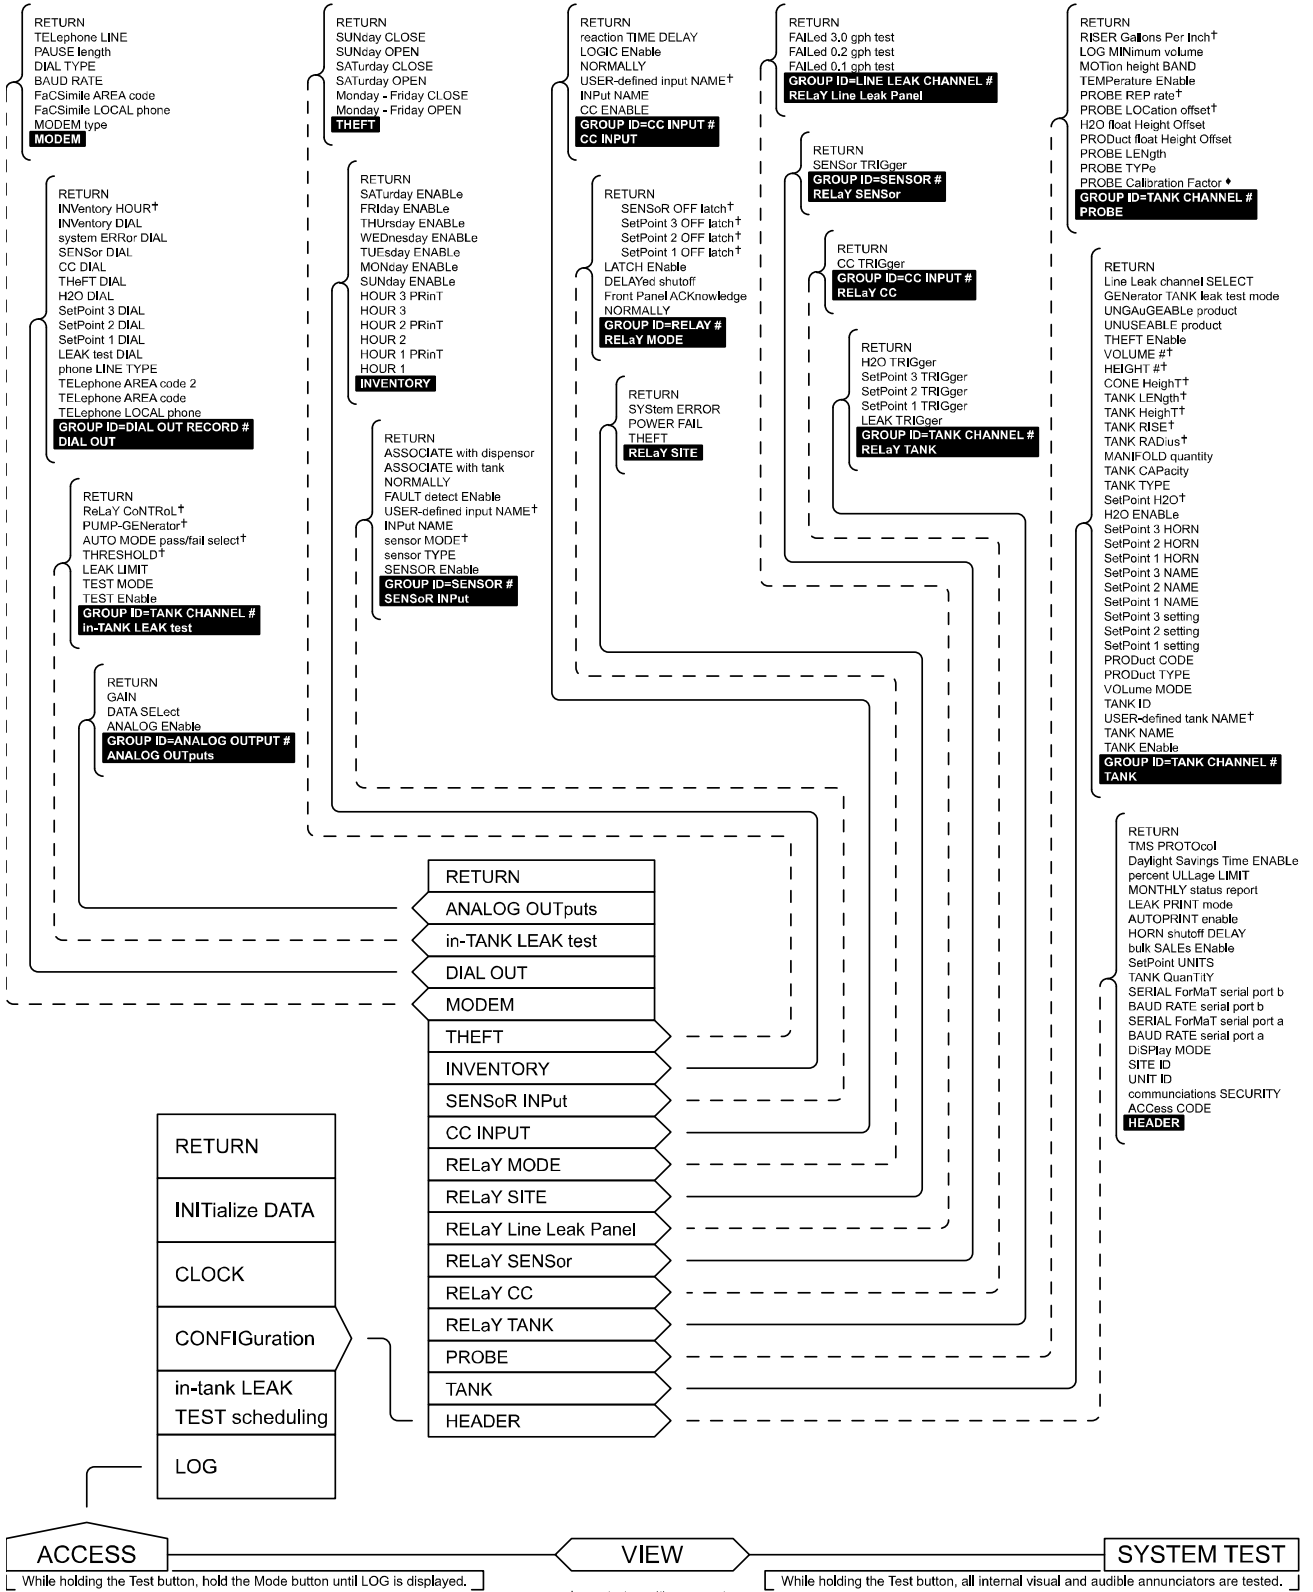 RETURN
TELephone LINE
PAUSE length
DIAL TYPE
BAUD RATE
FaCSimile AREA code
FaCSimile LOCAL phone
MODEM type
MODEM
RETURN
INVentory HOUR†
INVentory DIAL
system ERRor DIAL
SENSor DIAL
CC DIAL
THeFT DIAL
H2O DIAL
SetPoint 3 DIAL
SetPoint 2 DIAL
SetPoint 1 DIAL
LEAK test DIAL
phone LINE TYPE
TELephone AREA code 2
TELephone AREA code
TELephone LOCAL phone
GROUP ID=DIAL OUT RECORD #
DIAL OUT
RETURN
ReLaY CoNTRoL†
PUMP-GENerator†
AUTO MODE pass/fail select†
THRESHOLD†
LEAK LIMIT
TEST MODE
TEST ENable
GROUP ID=TANK CHANNEL #
in-TANK LEAK test
RETURN
GAIN
DATA SELect
ANALOG ENable
GROUP ID=ANALOG OUTPUT #
ANALOG OUTputs
RETURN
SUNday CLOSE
SUNday OPEN
SATurday CLOSE
SATurday OPEN
Monday - Friday CLOSE
Monday - Friday OPEN
THEFT
RETURN
SATurday ENABLe
FRIday ENABLe
THUrsday ENABLe
WEDnesday ENABLe
TUEsday ENABLe
MONday ENABLe
SUNday ENABLe
HOUR 3 PRinT
HOUR 3
HOUR 2 PRinT
HOUR 2
HOUR 1 PRinT
HOUR 1
INVENTORY
RETURN
ASSOCIATE with dispensor
ASSOCIATE with tank
NORMALLY
FAULT detect ENable
USER-defined input NAME†
INPut NAME
sensor MODE†
sensor TYPE
SENSOR ENable
GROUP ID=SENSOR #
SENSoR INPut
RETURN
reaction TIME DELAY
LOGIC ENable
NORMALLY
USER-defined input NAME†
INPut NAME
CC ENABLE
GROUP ID=CC INPUT #
CC INPUT
RETURN
SENSoR OFF latch†
SetPoint 3 OFF latch†
SetPoint 2 OFF latch†
SetPoint 1 OFF latch†
LATCH ENable
DELAYed shutoff
Front Panel ACKnowledge
NORMALLY
GROUP ID=RELAY #
RELaY MODE
RETURN
SYStem ERROR
POWER FAIL
THEFT
RELaY SITE
RETURN
FAILed 3.0 gph test
FAILed 0.2 gph test
FAILed 0.1 gph test
GROUP ID=LINE LEAK CHANNEL #
RELaY Line Leak Panel
RETURN
SENSor TRIGger
GROUP ID=SENSOR #
RELaY SENSor
RETURN
CC TRIGger
GROUP ID=CC INPUT #
RELaY CC
RETURN
H2O TRIGger
SetPoint 3 TRIGger
SetPoint 2 TRIGger
SetPoint 1 TRIGger
LEAK TRIGger
GROUP ID=TANK CHANNEL #
RELaY TANK
RETURN
RISER Gallons Per Inch†
LOG MINimum volume
MOTion height BAND
TEMPerature ENable
PROBE REP rate†
PROBE LOCation offset†
H2O float Height Offset
PRODuct float Height Offset
PROBE LENgth
PROBE TYPe
PROBE Calibration Factor ♦
GROUP ID=TANK CHANNEL #
PROBE
RETURN
Line Leak channel SELECT
GENerator TANK leak test mode
UNGAuGEABLe product
UNUSEABLE product
THEFT ENable
VOLUME #†
HEIGHT #†
CONE HeighT†
TANK LENgth†
TANK HeighT†
TANK RISE†
TANK RADius†
MANIFOLD quantity
TANK CAPacity
TANK TYPE
SetPoint H2O†
H2O ENABLe
SetPoint 3 HORN
SetPoint 2 HORN
SetPoint 1 HORN
SetPoint 3 NAME
SetPoint 2 NAME
SetPoint 1 NAME
SetPoint 3 setting
SetPoint 2 setting
SetPoint 1 setting
PRODuct CODE
PRODuct TYPE
VOLume MODE
TANK ID
USER-defined tank NAME†
TANK NAME
TANK ENable
GROUP ID=TANK CHANNEL #
TANK
RETURN
TMS PROTOcol
Daylight Savings Time ENABLe
percent ULLage LIMIT
MONTHLY status report
LEAK PRINT mode
AUTOPRINT enable
HORN shutoff DELAY
bulk SALEs ENable
SetPoint UNITS
TANK QuanTitY
SERIAL ForMaT serial port b
BAUD RATE serial port b
SERIAL ForMaT serial port a
BAUD RATE serial port a
DiSPlay MODE
SITE ID
UNIT ID
communciations SECURITY
ACCess CODE
HEADER
RETURN
ANALOG OUTputs
in-TANK LEAK test
DIAL OUT
MODEM
THEFT
INVENTORY
SENSoR INPut
CC INPUT
RELaY MODE
RELaY SITE
RELaY Line Leak Panel
RELaY SENSor
RELaY CC
RELaY TANK
PROBE
TANK
HEADER
RETURN
INITialize DATA
CLOCK
CONFIGuration
in-tank LEAK
TEST scheduling
LOG
ACCESS
VIEW
SYSTEM TEST
While holding the Test button, hold the Mode button until LOG is displayed.
While holding the Test button, all internal visual and audible annunciators are tested.